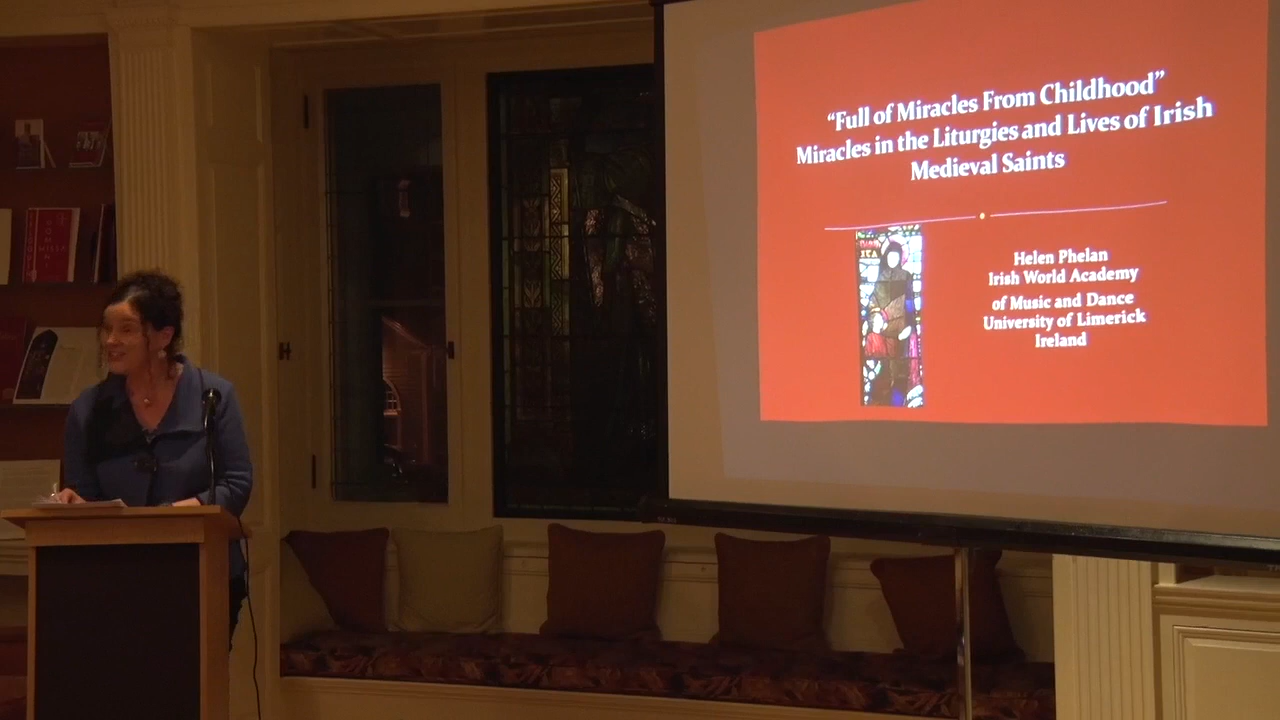 “Full of Miracles From Childhood”
Miracles in the Liturgies and Lives of Irish
Medieval Saints
Helen Phelan
Irish World Academy
of Music and Dance
University of Limerick
Ireland